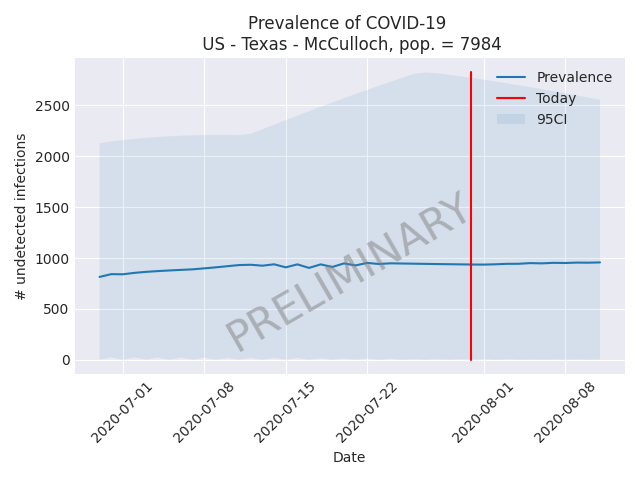 Prevalence of COVID-19
US - Texas - McCulloch, pop. = 7984
Prevalence
Today
95CI
PRELIMINARY
# undetected infections
2500
2000
1500
1000
500
0
2020-07-01
2020-07-08
2020-07-15
2020-07-22
2020-08-01
2020-08-08
Date